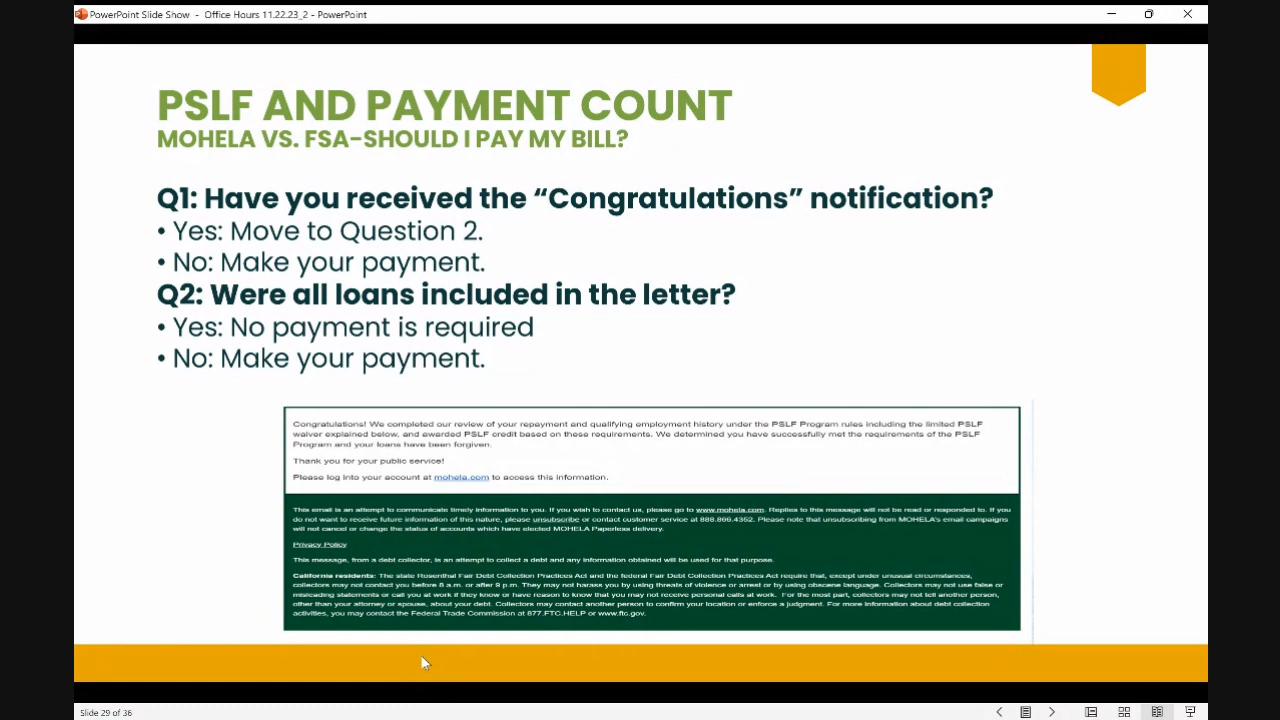 PowerPoint Slide Show - Office Hours 11.22.23_2 - PowerPoint
PSLF AND PAYMENT COUNT
MOHELA VS. FSA-SHOULD I PAY MY BILL?
Q1: Have you received the “Congratulations” notification?
• Yes: Move to Question 2.
• No: Make your payment.
Q2: Were all loans included in the letter?
• Yes: No payment is required
• No: Make your payment.
Congratulations! We completed our review of your repayment and qualifying employment history under the PSLF Program rules including the limited PSLF
waiver explained below, and awarded PSLF credit based on these requirements. We determined you have successfully met the requirements of the PSLF
Program and your loans have been forgiven.
Thank you for your public service!
Please log into your account at mohela.com to access this information.
This email is an attempt to communicate timely information to you. If you wish to contact us, please go to www.mohela.com. Replies to this message will not be read or responded to. If you
do not want to receive future information of this nature, please unsubscribe or contact customer service at 888.866.4352. Please note that unsubscribing from MOHELA's email campaigns
will not cancel or change the status of accounts which have elected MOHELA Paperless delivery.
Privacy Policy
This message, from a debt collector, is an attempt to collect a debt and any information obtained will be used for that purpose.
California residents: The state Rosenthal Fair Debt Collection Practices Act and the federal Fair Debt Collection Practices Act require that, except under unusual circumstances,
collectors may not contact you before 8 a.m. or after 9 p.m. They may not harass you by using threats of violence or arrest or by using obscene language. Collectors may not use false or
misleading statements or call you at work if they know or have reason to know that you may not receive personal calls at work. For the most part, collectors may not tell another person,
other than your attorney or spouse, about your debt. Collectors may contact another person to confirm your location or enforce a judgment. For more information about debt collection
activities, you may contact the Federal Trade Commission at 877.FTC.HELP or www.ftc.gov.
Slide 29 of 36